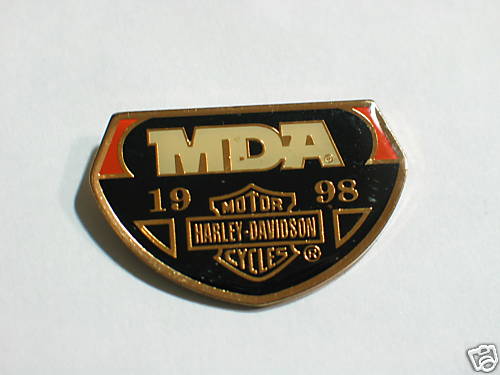 MDA®
19 98
MOTOR
HARLEY-DAVIDSON
CYCLES ®